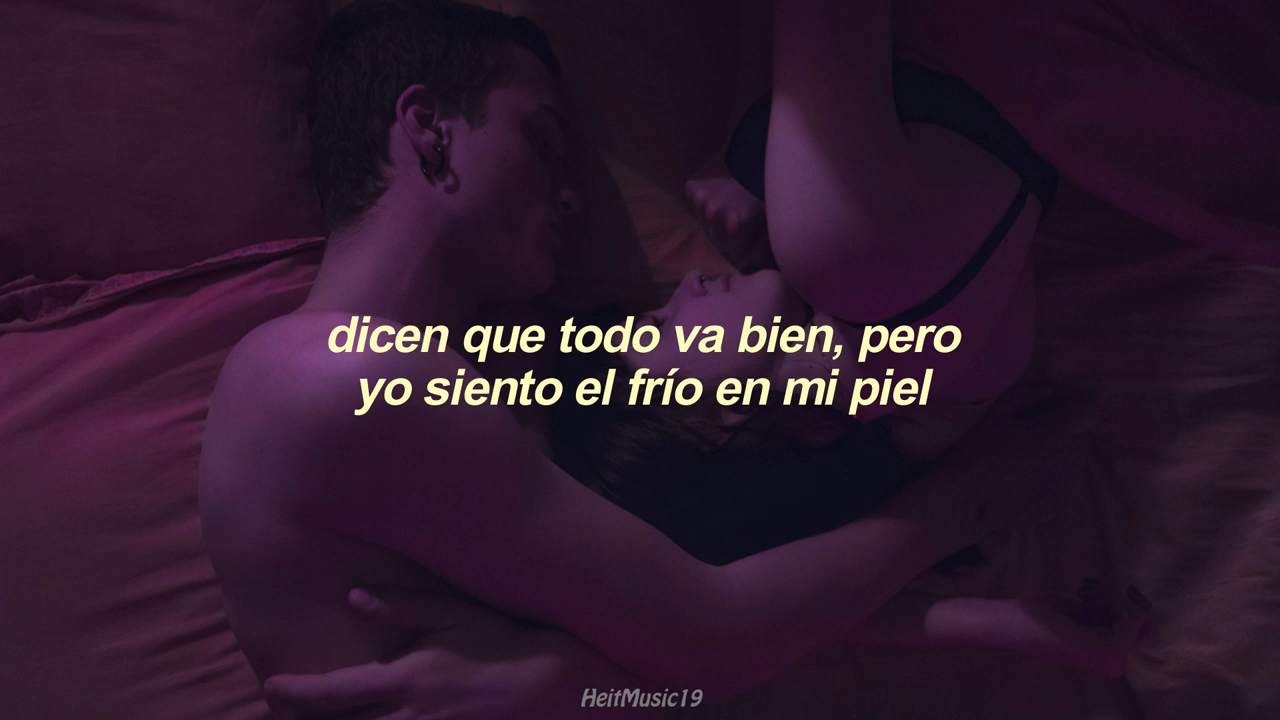 dicen que todo va bien, pero
yo siento el frío en mi piel
HeitMusic19